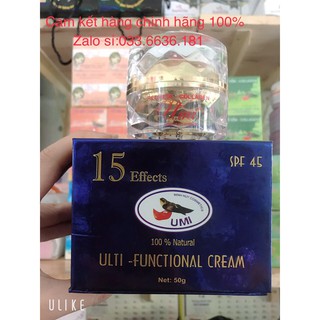 Cam kết hàng chính hãng 100%
Zalo sỉ:033.6636.181
15 Effects
SPF 45
UMI
100 % Natural
ULTI -FUNCTIONAL CREAM
Net: 50g
ULIKE